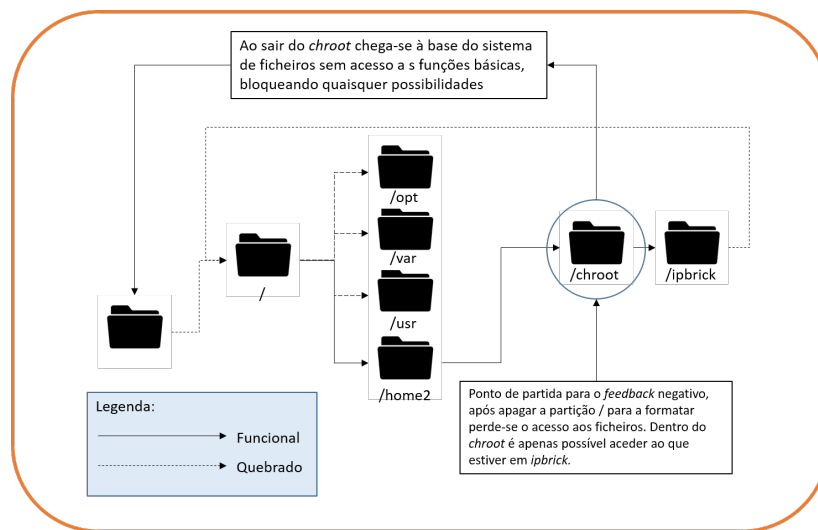 Ao sair do chroot chega-se à base do sistema
de ficheiros sem acesso a s funções básicas,
bloqueando quaisquer possibilidades
/opt
/var
/usr
/home2
/
/chroot
/ipbrick
Legenda:
Funcional
Quebrado
Ponto de partida para o feedback negativo,
após apagar a partição / para a formatar
perde-se o acesso aos ficheiros. Dentro do
chroot é apenas possível aceder ao que
estiver em ipbrick.